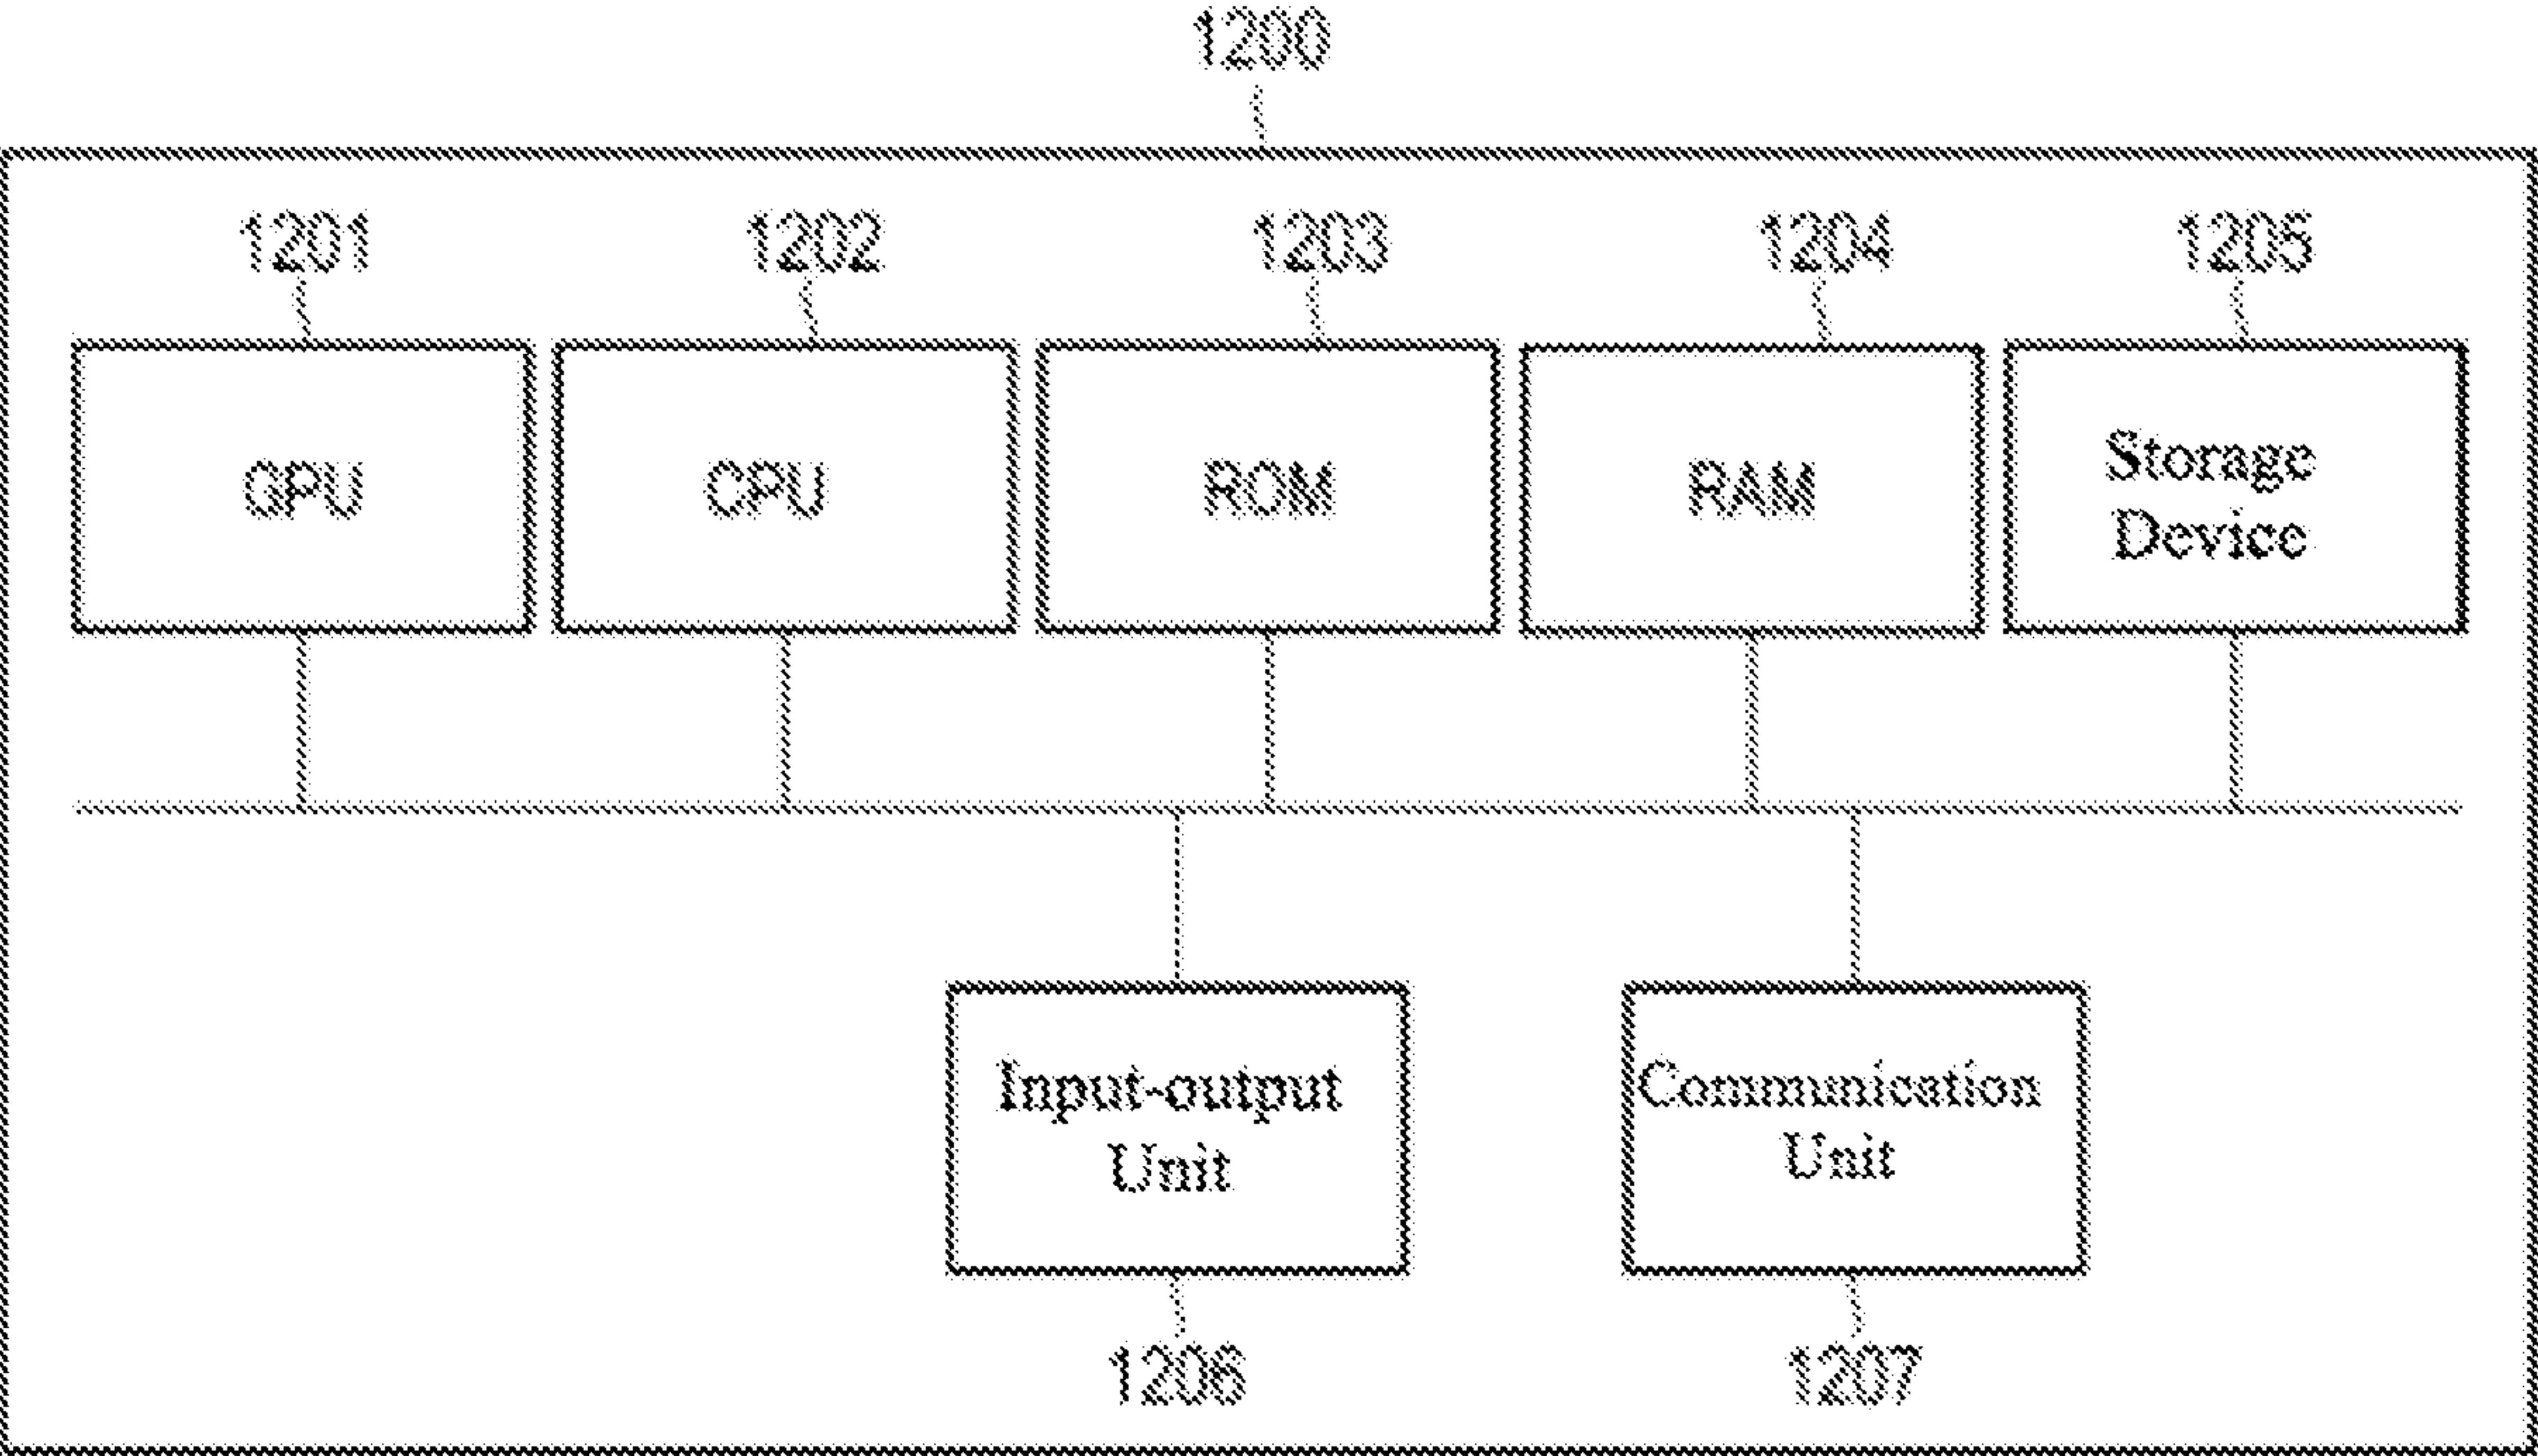 1200
1201
1202
1203
1204
1205
GPU
CPU
ROM
RAM
Storage
Device
Input-output
Unit
Communication
Unit
1206
1207